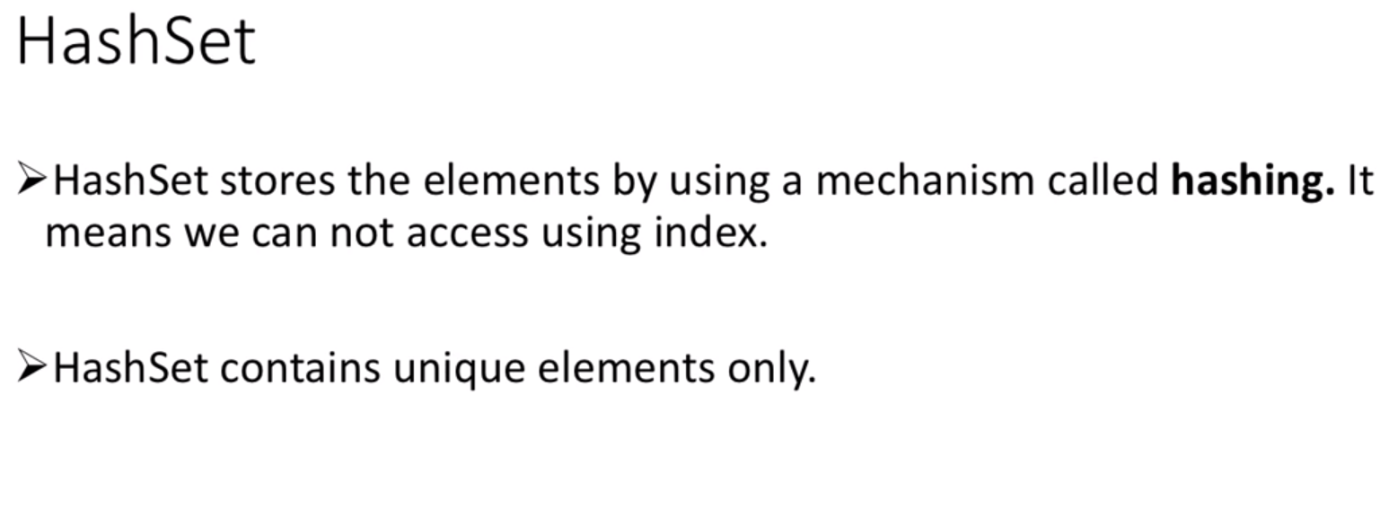 HashSet
➢HashSet stores the elements by using a mechanism called hashing. It
means we can not access using index.
➢HashSet contains unique elements only.